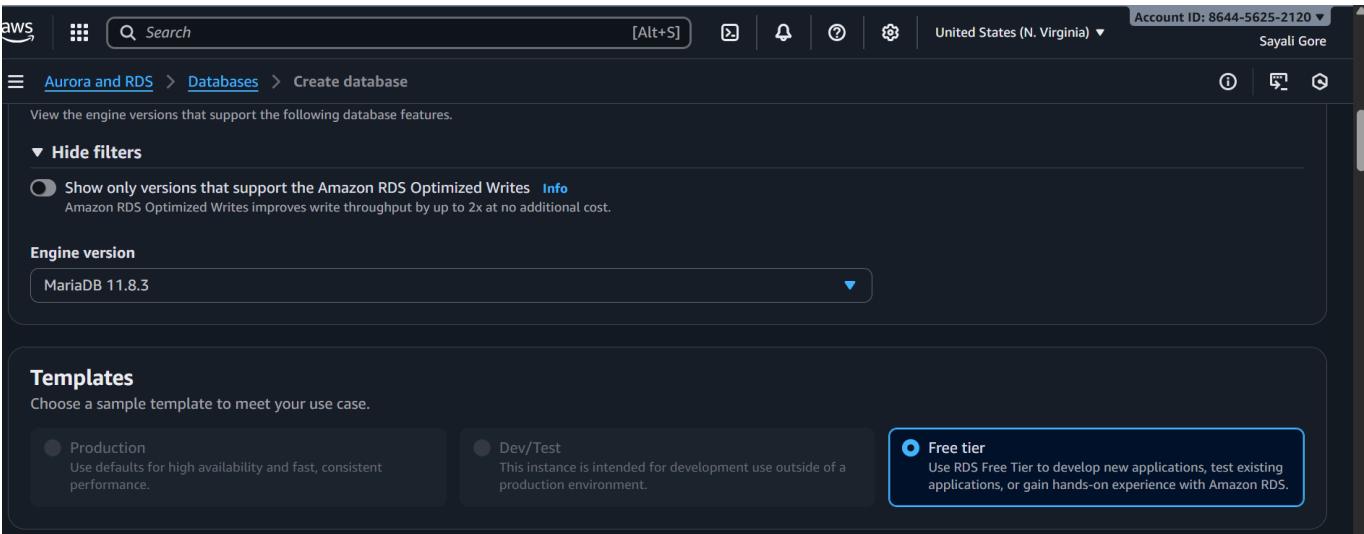 aws
Search [Alt+S] United States (N. Virginia) Account ID: 8644-5625-2120
Sayali Gore
Aurora and RDS > Databases > Create database
View the engine versions that support the following database features.
Hide filters
Show only versions that support the Amazon RDS Optimized Writes Info
Amazon RDS Optimized Writes improves write throughput by up to 2x at no additional cost.
Engine version
MariaDB 11.8.3
Templates
Choose a sample template to meet your use case.
Production
Use defaults for high availability and fast, consistent
performance.
Dev/Test
This instance is intended for development use outside of a
production environment.
Free tier
Use RDS Free Tier to develop new applications, test existing
applications, or gain hands-on experience with Amazon RDS.